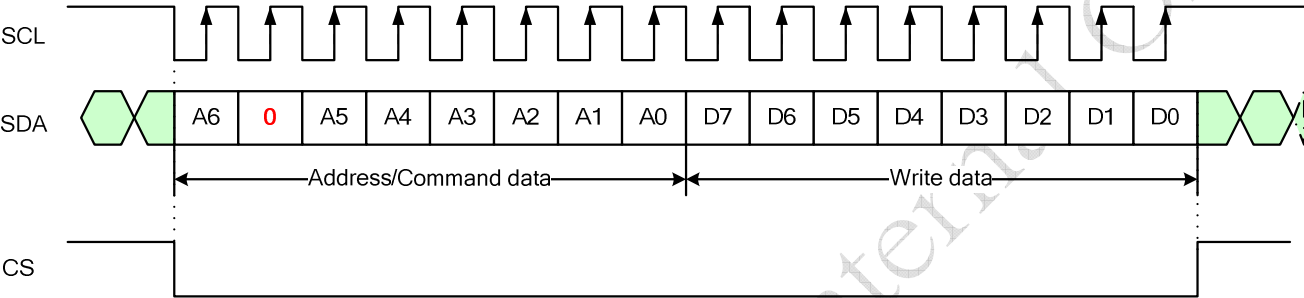 SCL
SDA A6 0 A5 A4 A3 A2 A1 A0 D7 D6 D5 D4 D3 D2 D1 D0
Address/Command data Write data
CS